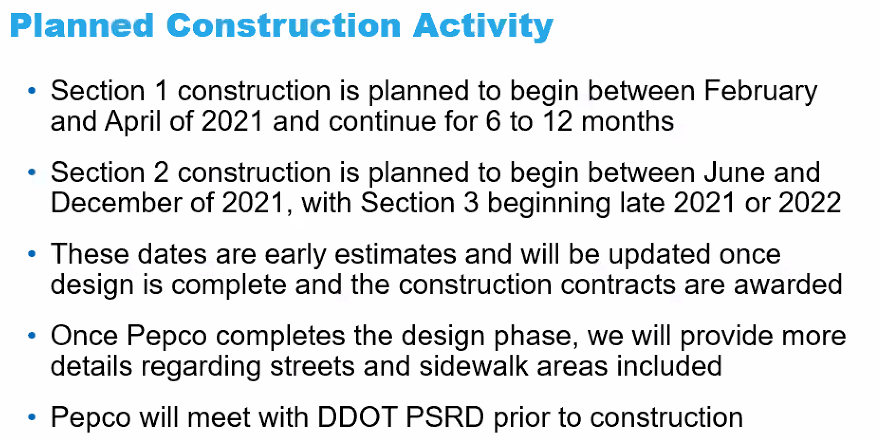 Planned Construction Activity
• Section 1 construction is planned to begin between February
and April of 2021 and continue for 6 to 12 months
• Section 2 construction is planned to begin between June and
December of 2021, with Section 3 beginning late 2021 or 2022
• These dates are early estimates and will be updated once
design is complete and the construction contracts are awarded
• Once Pepco completes the design phase, we will provide more
details regarding streets and sidewalk areas included
• Pepco will meet with DDOT PSRD prior to construction